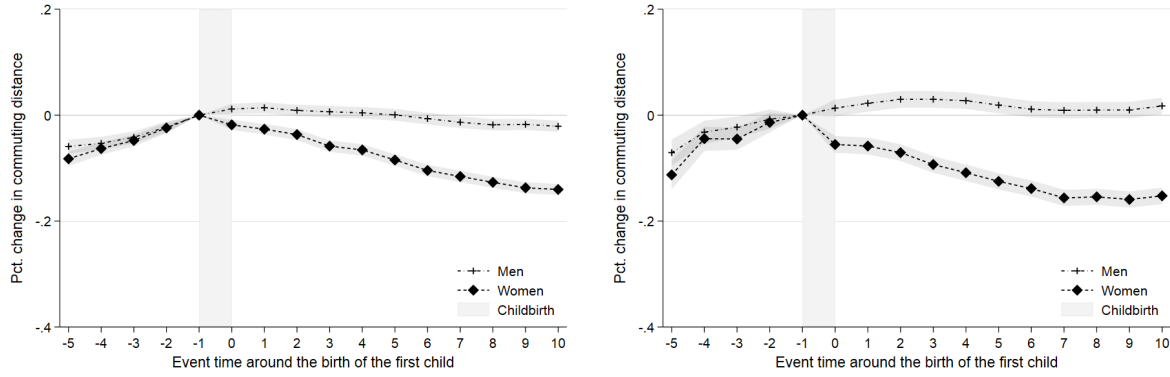 Pct. change in commuting distance
.2
0
-.2
-.4
Men
Women
Childbirth
-5 -4 -3 -2 -1 0 1 2 3 4 5 6 7 8 9 10
Event time around the birth of the first child
Pct. change in commuting distance
.2
0
-.2
-.4
Men
Women
Childbirth
-5 -4 -3 -2 -1 0 1 2 3 4 5 6 7 8 9 10
Event time around the birth of the first child